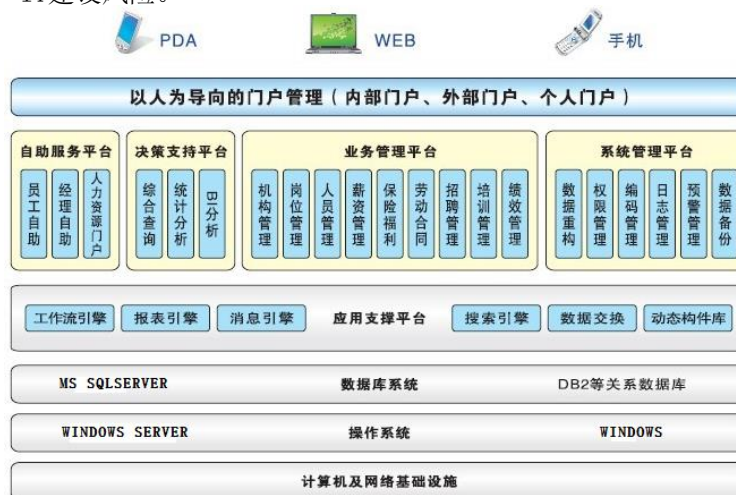 IT建设风险。
PDA
WEB
手机
以人为导向的门户管理（内部门户、外部门户、个人门户）
自助服务平台
员工自助
经理自助
人力资源门户
决策支持平台
综合查询
统计分析
BI分析
业务管理平台
机构管理
岗位管理
人员管理
薪资管理
保险福利
劳动合同
招聘管理
培训管理
绩效管理
系统管理平台
数据重构
权限管理
编码管理
日志管理
预警管理
数据备份
工作流引擎
报表引擎
消息引擎
应用支撑平台
搜索引擎
数据交换
动态构件库
MS SQLSERVER
数据库系统
DB2等关系数据库
WINDOWS SERVER
操作系统
WINDOWS
计算机及网络基础设施